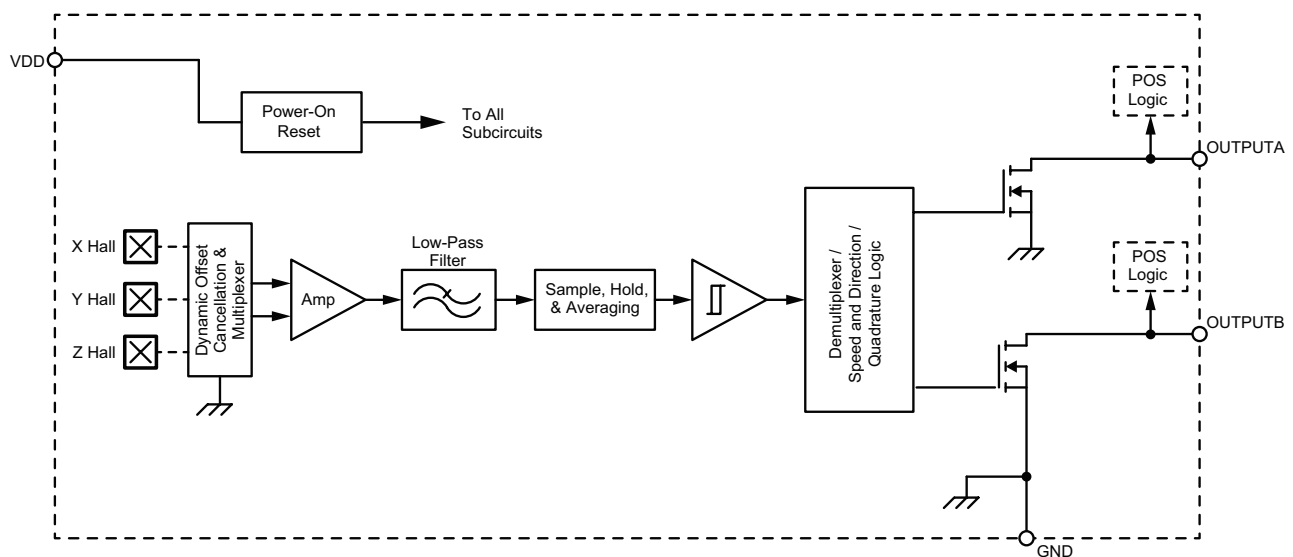 VDD
Power-On
Reset
To All
Subcircuits
POS
Logic
OUTPUTA
X Hall
Y Hall
Z Hall
Dynamic Offset
Cancellation &
Multiplexer
Amp
Low-Pass
Filter
Sample, Hold,
& Averaging
Demultiplexer /
Speed and Direction /
Quadrature Logic
POS
Logic
OUTPUTB
GND